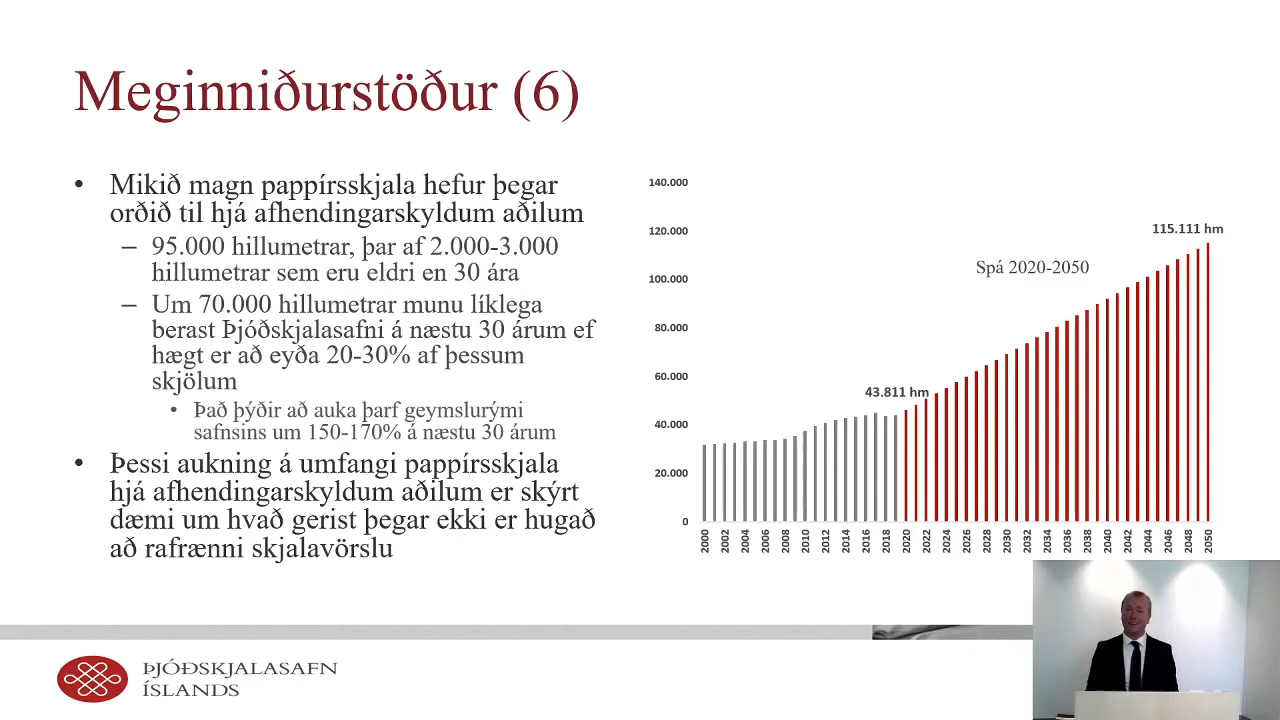 Meginniðurstöður (6)
• Mikið magn pappírsskjala hefur þegar
orðið til hjá afhendingarskyldum aðilum
– 95.000 hillumetrar, þar af 2.000-3.000
hillumetrar sem eru eldri en 30 ára
– Um 70.000 hillumetrar munu líklega
berast Þjóðskjalasafni á næstu 30 árum ef
hægt er að eyða 20-30% af þessum
skjölum
• Það þýðir að auka þarf geymslurými
safnsins um 150-170% á næstu 30 árum
• Þessi aukning á umfangi pappírsskjala
hjá afhendingarskyldum aðilum er skýrt
dæmi um hvað gerist þegar ekki er hugað
að rafrænni skjalavörslu
140.000
120.000
100.000
80.000
60.000
40.000
20.000
0
115.111 hm
Spá 2020-2050
43.811 hm
2000 2002 2004 2006 2008 2010 2012 2014 2016 2018 2020 2022 2024 2026 2028 2030 2032 2034 2036 2038 2040 2042 2044 2046 2048 2050
ÞJÓÐSKJALASAFN
ÍSLANDS